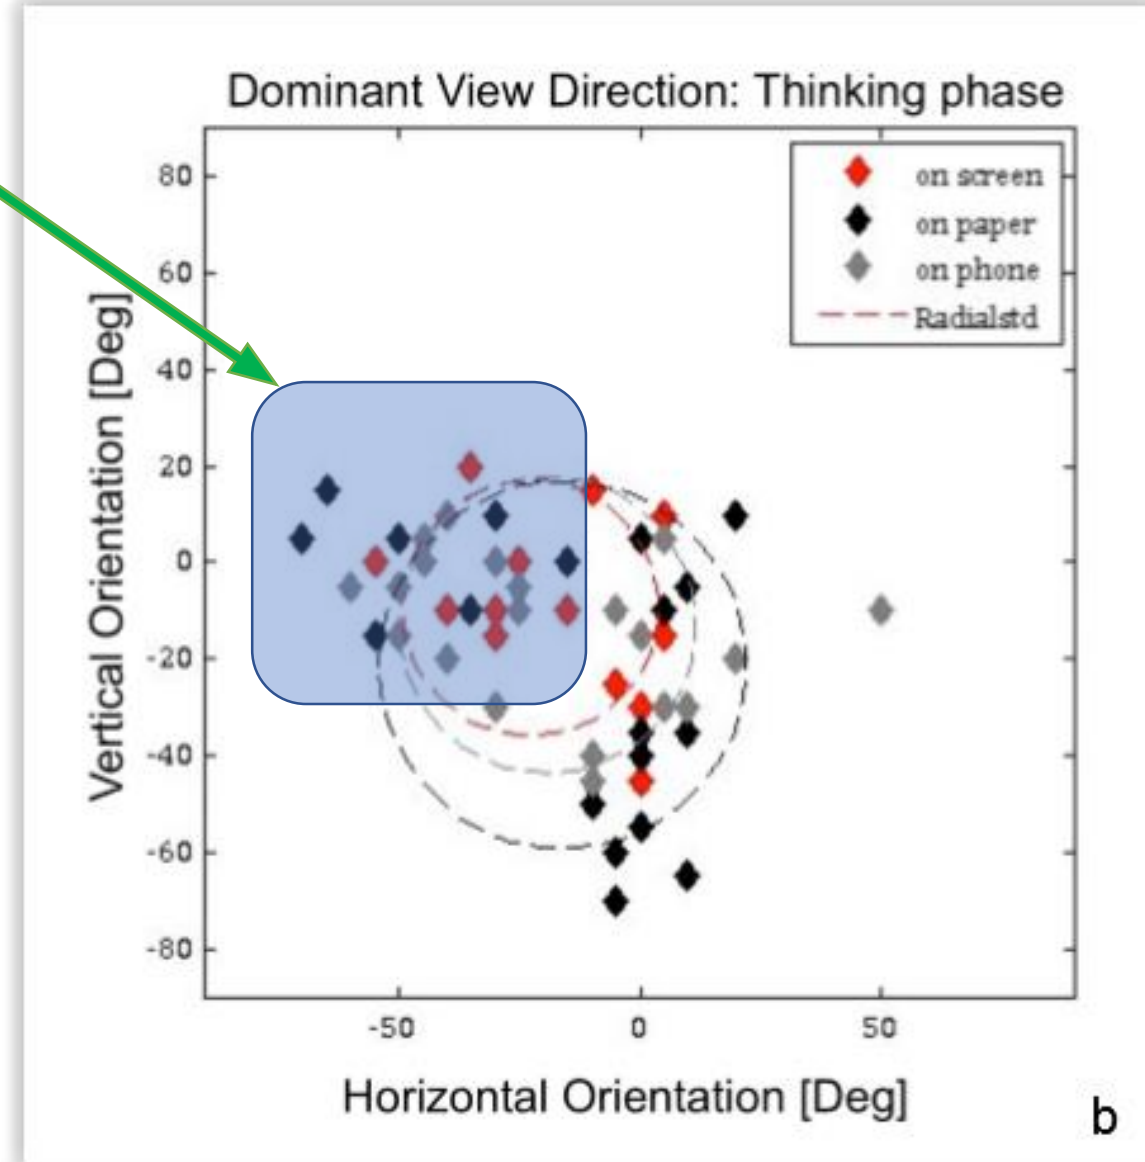 Dominant View Direction: Thinking phase
on screen
on paper
on phone
Radialstd
80
60
40
20
0
-20
-40
-60
-80
Vertical Orientation [Deg]
-50 0 50
Horizontal Orientation [Deg]
b